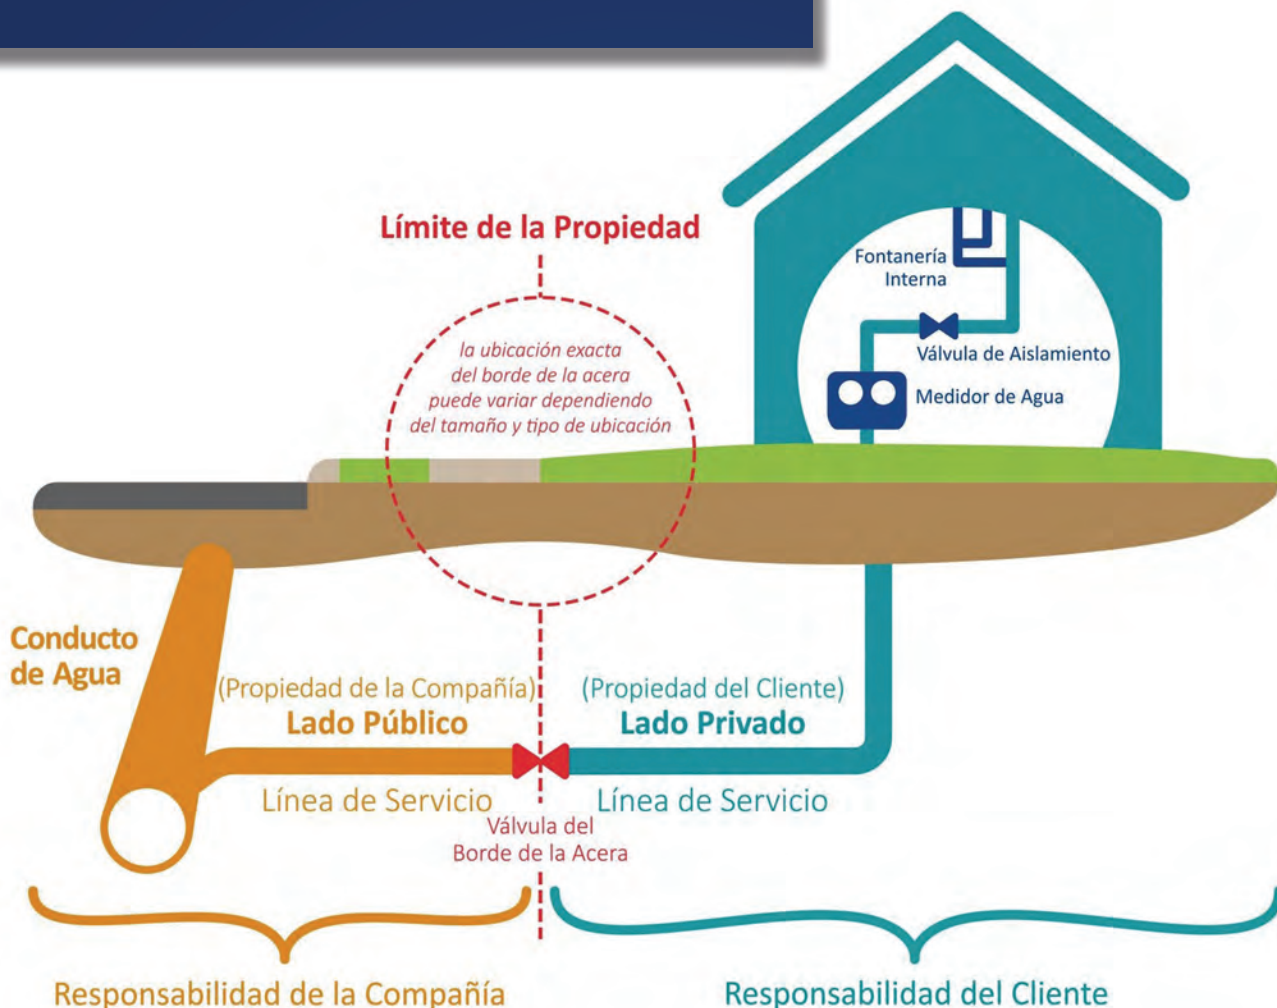 Límite de la Propiedad
la ubicación exacta
del borde de la acera
puede variar dependiendo
del tamaño y tipo de ubicación
Fontanería
Interna
Válvula de Aislamiento
Medidor de Agua
Conducto
de Agua
(Propiedad de la Compañía)
Lado Público
Línea de Servicio
(Propiedad del Cliente)
Lado Privado
Línea de Servicio
Válvula del
Borde de la Acera
Responsabilidad de la Compañía
Responsabilidad del Cliente